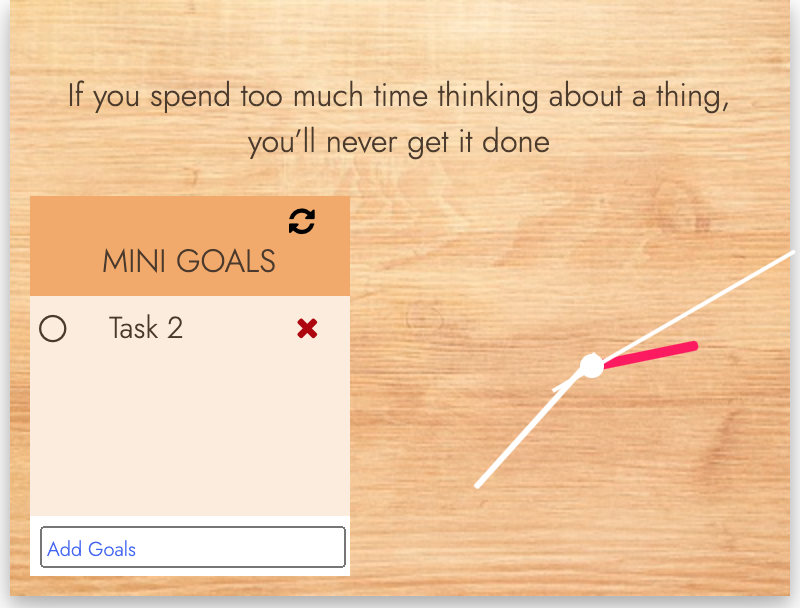 If you spend too much time thinking about a thing,
you’ll never get it done
MINI GOALS
Task 2
Add Goals